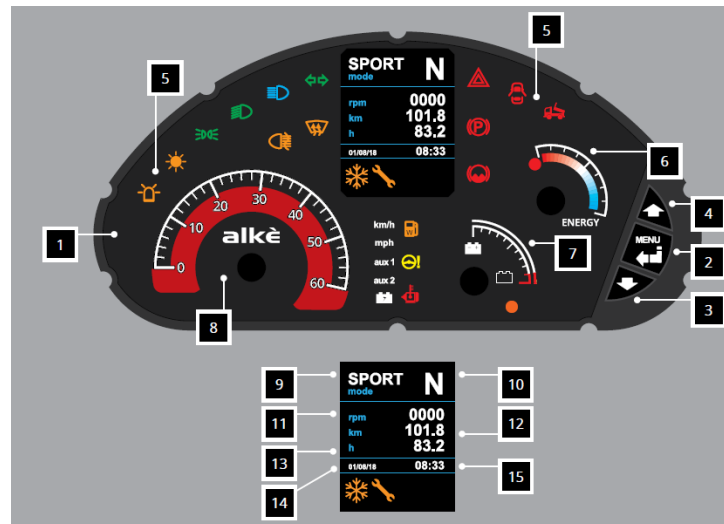 5
SPORT N
mode
rpm 0000
km 101.8
h 83.2
01/08/18 08:33
5
P
6
ENERGY
4
MENU
2
3
1
0
10
20
30
40
50
60
alkè
8
km/h
mph
aux 1
aux 2
W
7
9
SPORT N
mode
10
11
rpm 0000
km 101.8
12
13
h 83.2
14
01/08/18 08:33
15